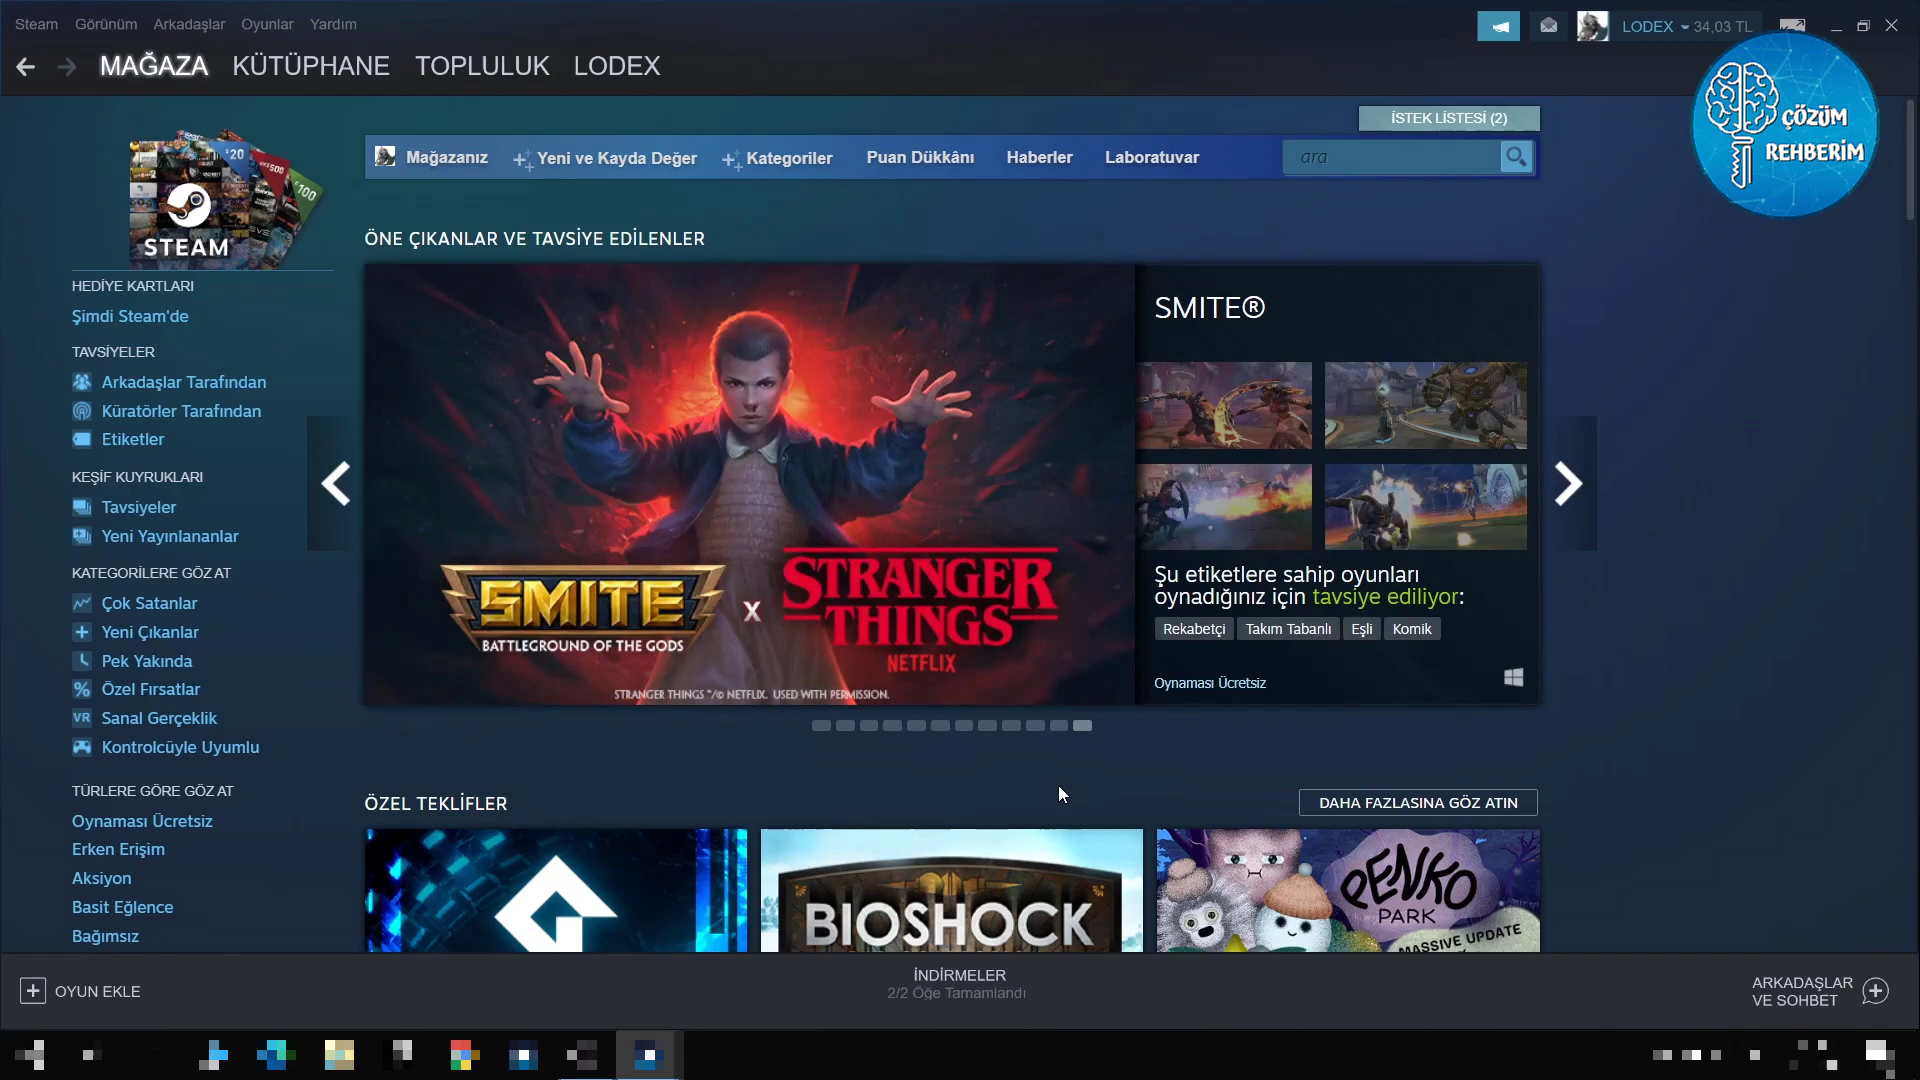 Steam Görünüm Arkadaşlar Oyunlar Yardım
LODEX 34,03 TL
MAĞAZA KÜTÜPHANE TOPLULUK LODEX
ÇÖZÜM
REHBERİM
İSTEK LİSTESİ (2)
Mağazanız Yeni ve Kayda Değer Kategoriler Puan Dükkânı Haberler Laboratuvar ara
$20
HK$500
£100
STEAM
HEDİYE KARTLARI
Şimdi Steam'de
TAVSİYELER
Arkadaşlar Tarafından
Küratörler Tarafından
Etiketler
KEŞİF KUYRUKLARI
Tavsiyeler
Yeni Yayınlananlar
KATEGORİLERE GÖZ AT
Çok Satanlar
Yeni Çıkanlar
Pek Yakında
% Özel Fırsatlar
VR Sanal Gerçeklik
Kontrolcüyle Uyumlu
TÜRLERE GÖRE GÖZ AT
Oynaması Ücretsiz
Erken Erişim
Aksiyon
Basit Eğlence
Bağımsız
ÖNE ÇIKANLAR VE TAVSİYE EDİLENLER
SMITE
BATTLEGROUND OF THE GODS
X
STRANGER
THINGS
NETFLIX
STRANGER THINGS ™/© NETFLIX. USED WITH PERMISSION.
SMITE®
Şu etiketlere sahip oyunları
oynadığınız için tavsiye ediliyor:
Rekabetçi Takım Tabanlı Eşli Komik
Oynaması Ücretsiz
ÖZEL TEKLİFLER
DAHA FAZLASINA GÖZ ATIN
BIOSHOCK
PENKO
PARK
MASSIVE UPDATE
OYUN EKLE
İNDİRMELER
2/2 Öğe Tamamlandı
ARKADAŞLAR
VE SOHBET